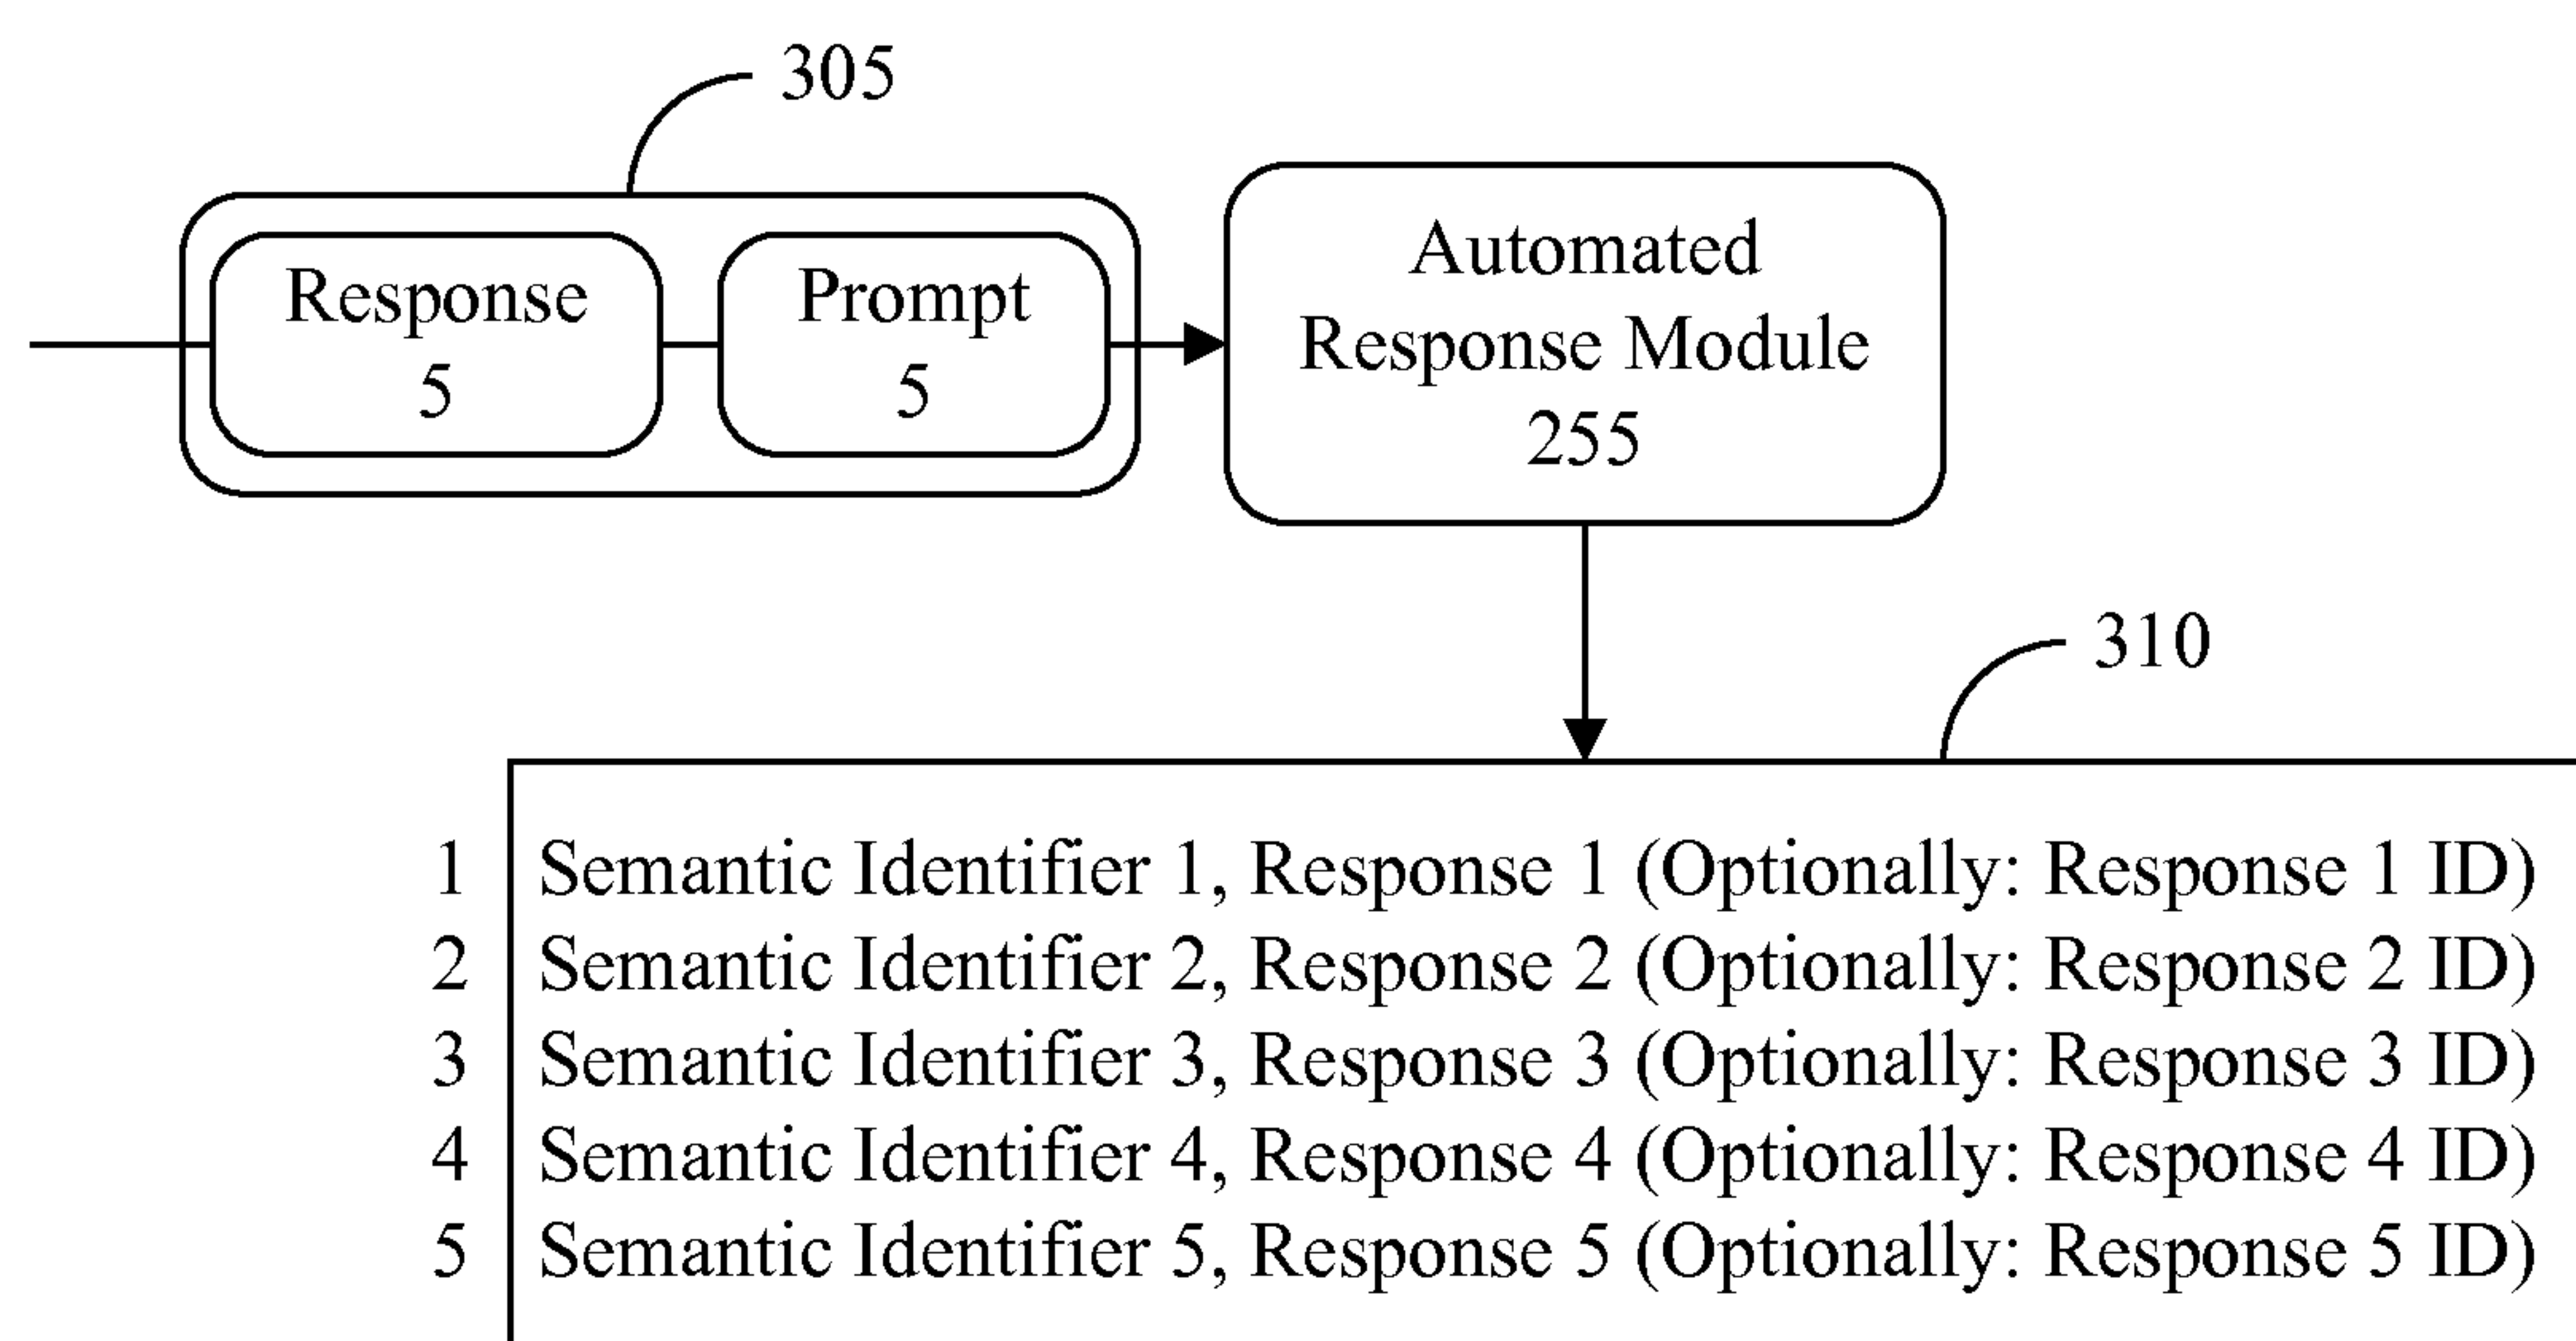 305
Response
5
Prompt
5
Automated
Response Module
255
310
1 Semantic Identifier 1, Response 1 (Optionally: Response 1 ID)
2 Semantic Identifier 2, Response 2 (Optionally: Response 2 ID)
3 Semantic Identifier 3, Response 3 (Optionally: Response 3 ID)
4 Semantic Identifier 4, Response 4 (Optionally: Response 4 ID)
5 Semantic Identifier 5, Response 5 (Optionally: Response 5 ID)